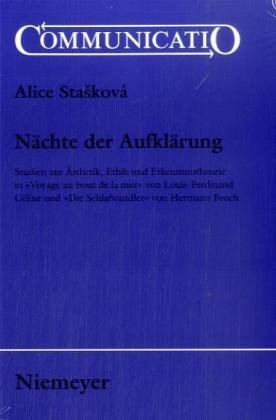 COMMUNICATIO
Alice Stašková
Nächte der Aufklärung
Studien zur Ästhetik, Ethik und Erkenntnistheorie
in »Voyage au bout de la nuit« von Louis-Ferdinand
Céline und »Die Schlafwandler« von Hermann Broch
Niemeyer